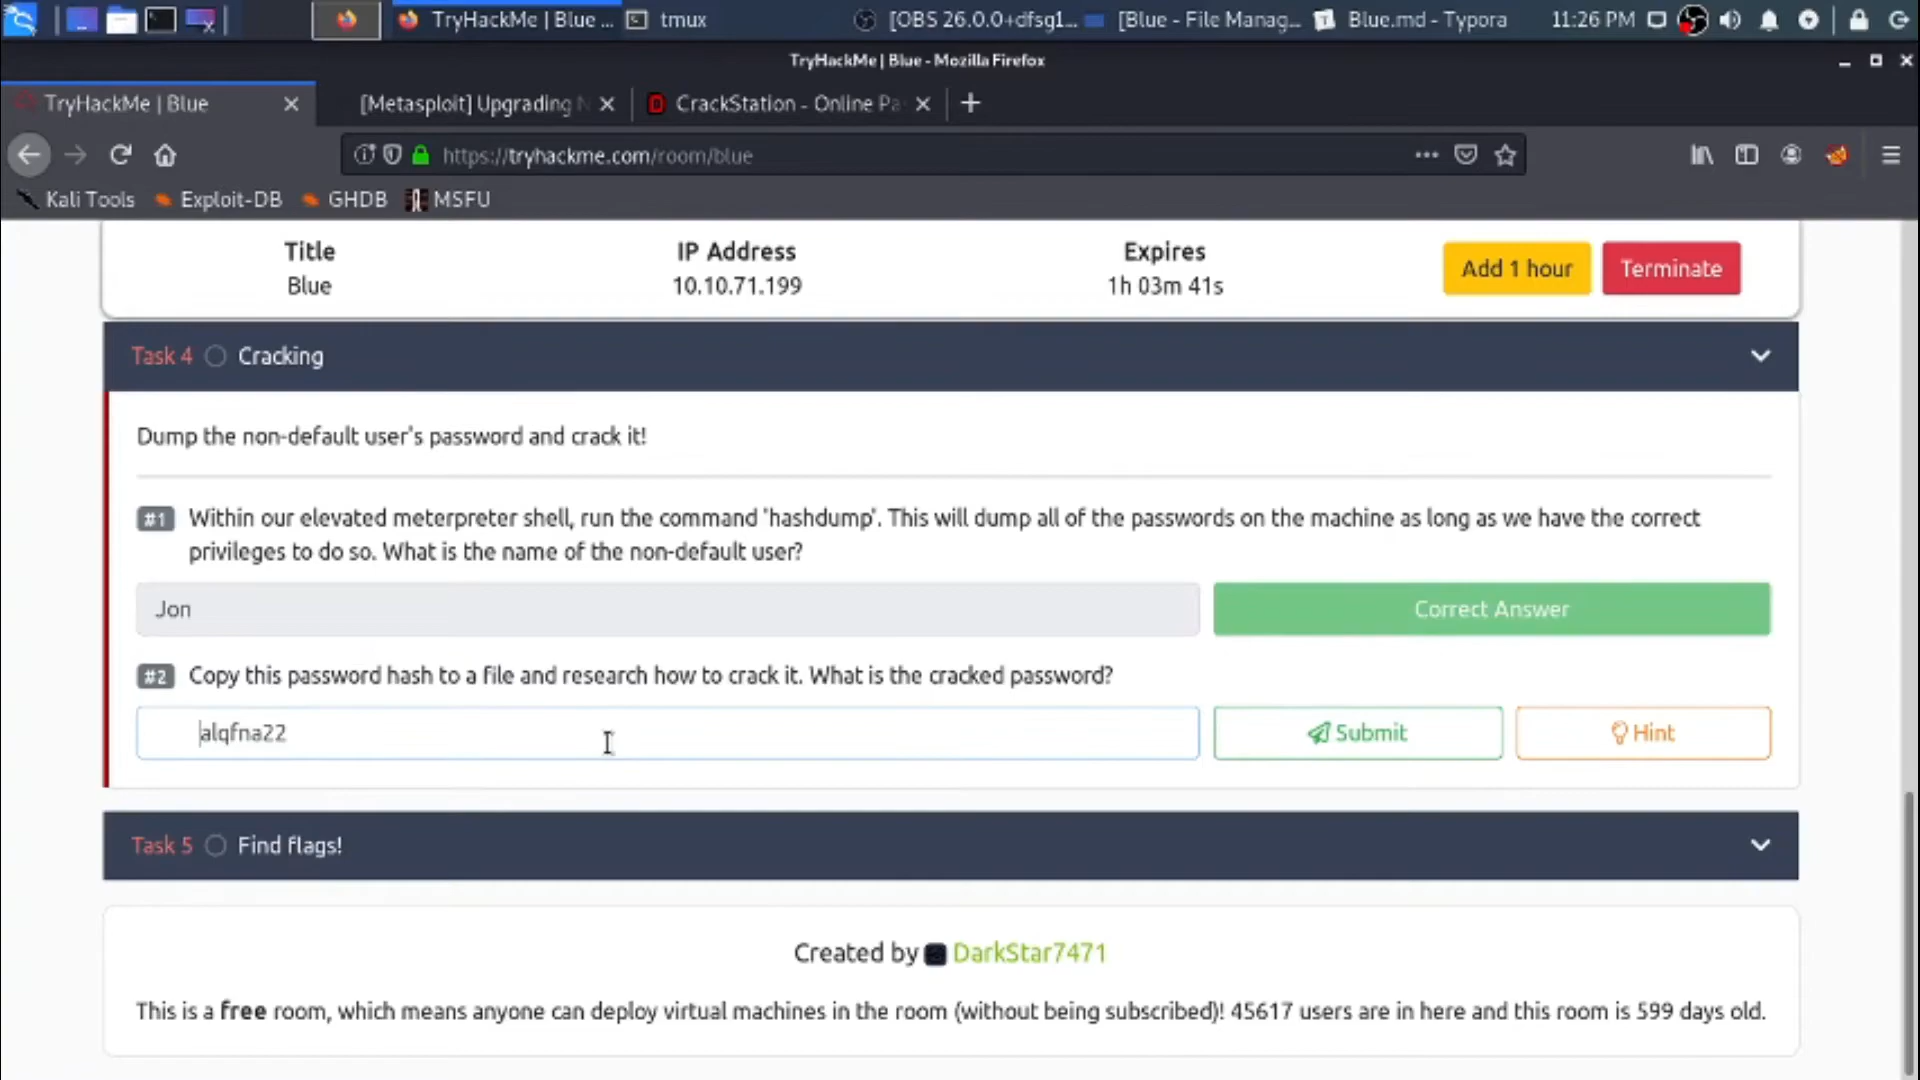 TryHackMe | Blue ...
tmux
[OBS 26.0.0+dfsg1...
[Blue - File Manag...
Blue.md - Typora
11:26 PM
TryHackMe | Blue - Mozilla Firefox
TryHackMe | Blue
[Metasploit] Upgrading
CrackStation - Online Pa
https://tryhackme.com/room/blue
Kali Tools
Exploit-DB
GHDB
MSFU
Title
IP Address
Expires
Blue
10.10.71.199
1h 03m 41s
Add 1 hour
Terminate
Task 4
Cracking
Dump the non-default user's password and crack it!
#1 Within our elevated meterpreter shell, run the command 'hashdump'. This will dump all of the passwords on the machine as long as we have the correct
privileges to do so. What is the name of the non-default user?
Jon
Correct Answer
#2 Copy this password hash to a file and research how to crack it. What is the cracked password?
alqfna22
Submit
Hint
Task 5
Find flags!
Created by DarkStar7471
This is a free room, which means anyone can deploy virtual machines in the room (without being subscribed)! 45617 users are in here and this room is 599 days old.